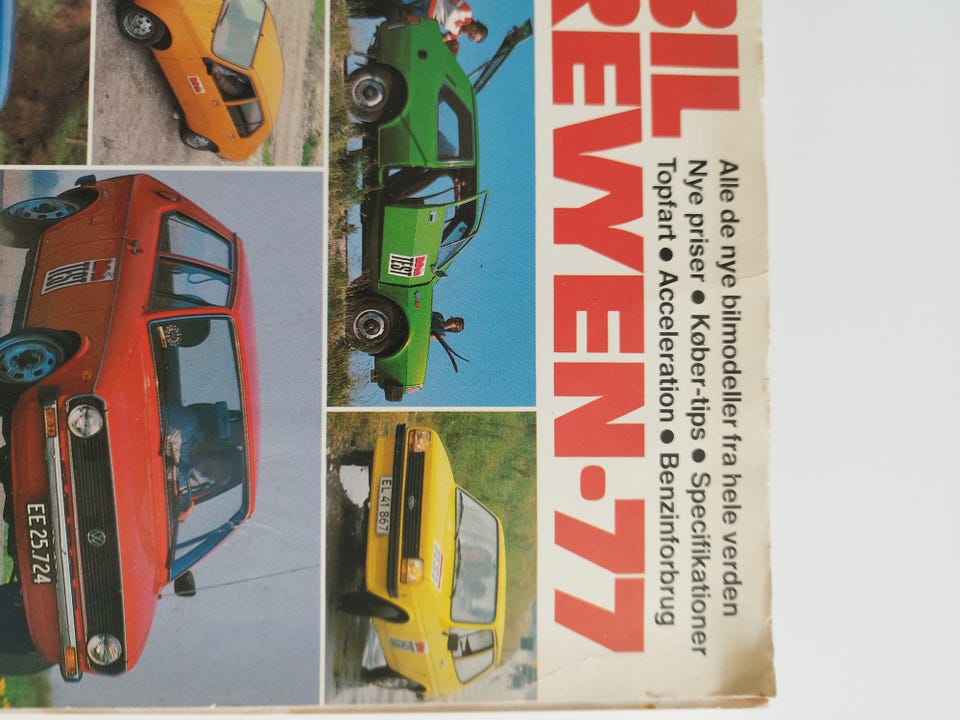 Alle de nye bilmodeller fra hele verden
Nye priser ● Køber-tips ● Specifikationer
Topfart ● Acceleration ● Benzinforbrug
BIL
REVYEN·77
TEST
TEST
EL 41 867
TEST
EE 25.724